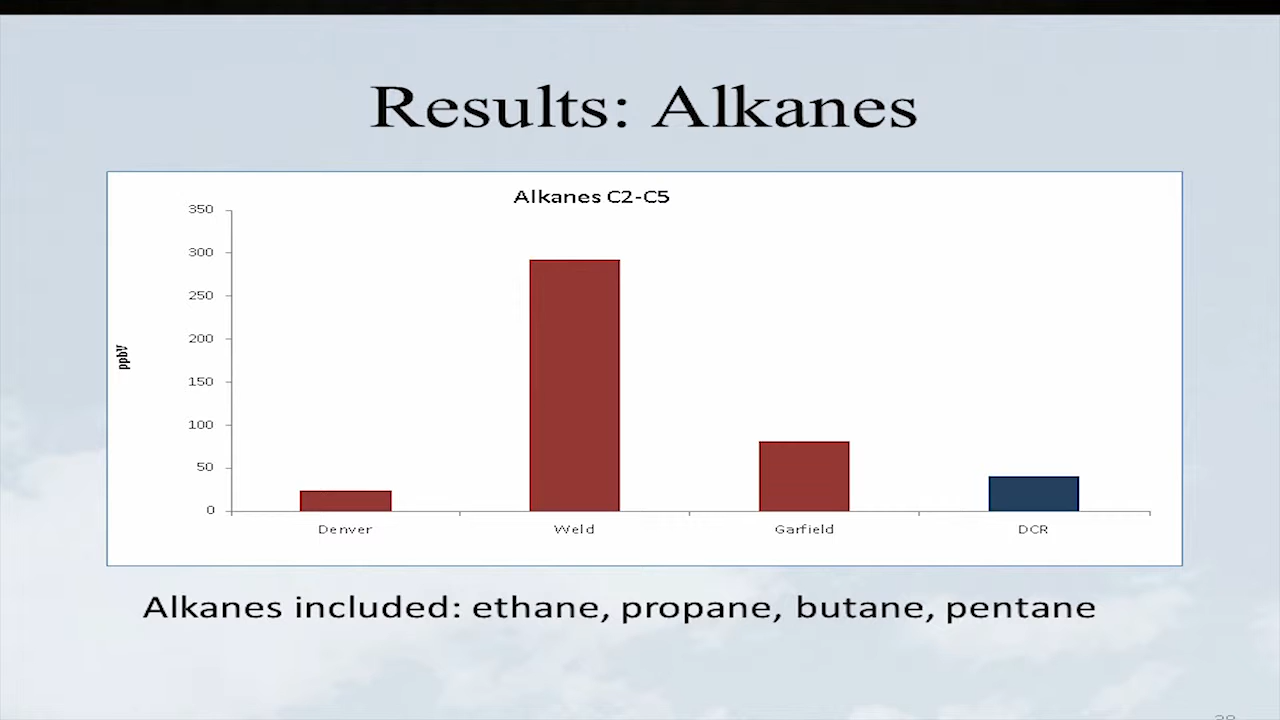 Results: Alkanes
Alkanes C2-C5
350
300
250
200
150
100
50
0
ppbV
Denver Weld Garfield DCR
Alkanes included: ethane, propane, butane, pentane